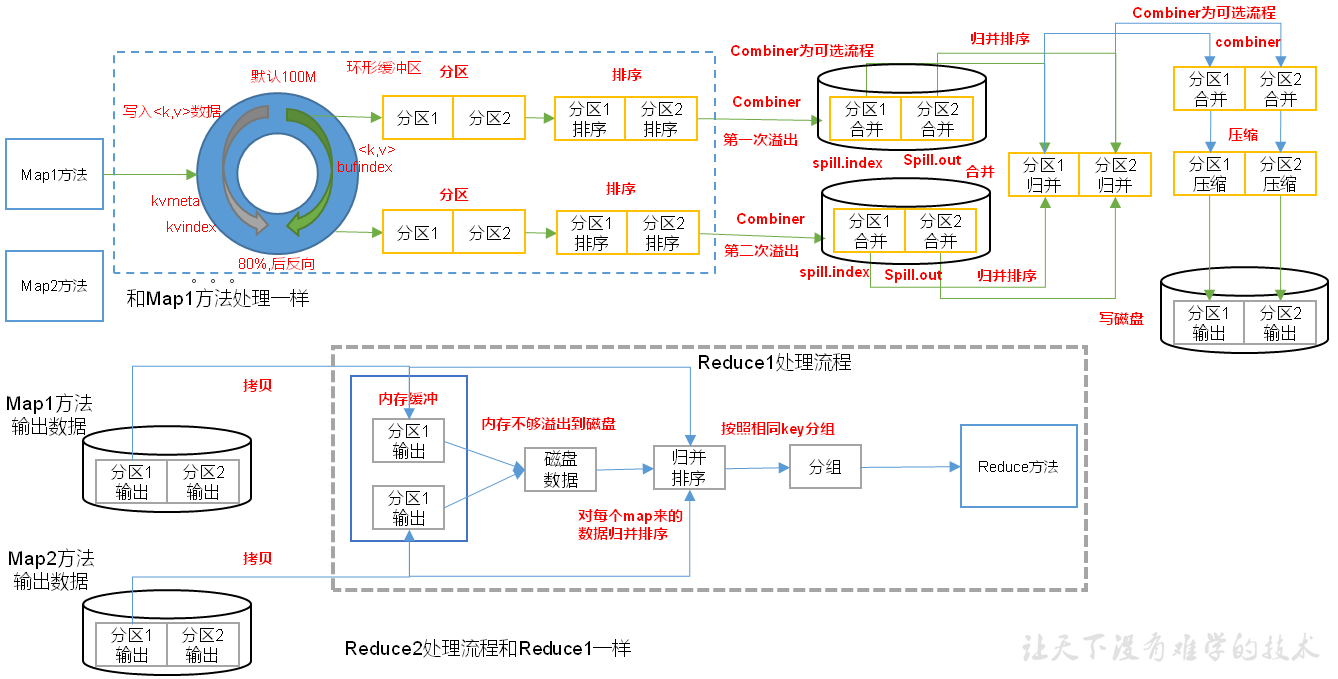 Combiner为可选流程
归并排序
combiner
Combiner为可选流程
默认100M
环形缓冲区
分区
排序
写入<k,v>数据
分区1
分区2
分区1
排序
分区2
排序
Combiner
第一次溢出
分区1
合并
分区2
合并
spill.index
Spill.out
<k,v>
bufindex
Map1方法
kvmeta
kvindex
80%,后反向
分区
排序
分区1
分区2
分区1
排序
分区2
排序
Combiner
第二次溢出
分区1
合并
分区2
合并
spill.index
Spill.out
合并
归并排序
分区1
归并
分区2
归并
分区1
合并
分区2
合并
压缩
分区1
压缩
分区2
压缩
写磁盘
分区1
输出
分区2
输出
Map2方法
。。。
和Map1方法处理一样
Reduce1处理流程
Map1方法
输出数据
拷贝
分区1
输出
分区2
输出
内存缓冲
分区1
输出
分区1
输出
内存不够溢出到磁盘
磁盘
数据
归并
排序
对每个map来的
数据归并排序
按照相同key分组
分组
Reduce方法
Map2方法
输出数据
拷贝
分区1
输出
分区2
输出
Reduce2处理流程和Reduce1一样
让天下没有难学的技术